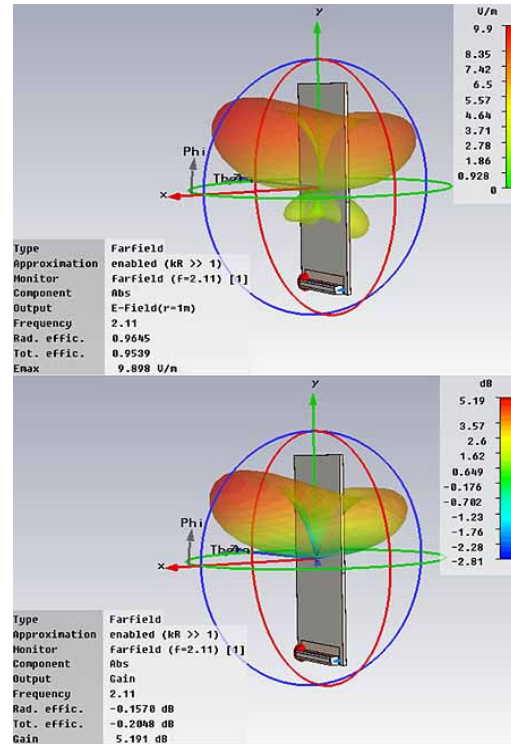 y
V/m
9.9
8.35
7.42
6.5
5.57
4.64
3.71
2.78
1.86
0.928
0
Phi
x
Type Farfield
Approximation enabled (kR >> 1)
Monitor farfield (f=2.11) [1]
Component Abs
Output E-Field(r=1m)
Frequency 2.11
Rad. effic. 0.9645
Tot. effic. 0.9539
Emax 9.898 V/m
y
dB
5.19
3.57
2.6
1.62
0.649
-0.176
-0.702
-1.23
-1.76
-2.28
-2.81
Phi
x
Type Farfield
Approximation enabled (kR >> 1)
Monitor farfield (f=2.11) [1]
Component Abs
Output Gain
Frequency 2.11
Rad. effic. -0.1570 dB
Tot. effic. -0.2048 dB
Gain 5.191 dB